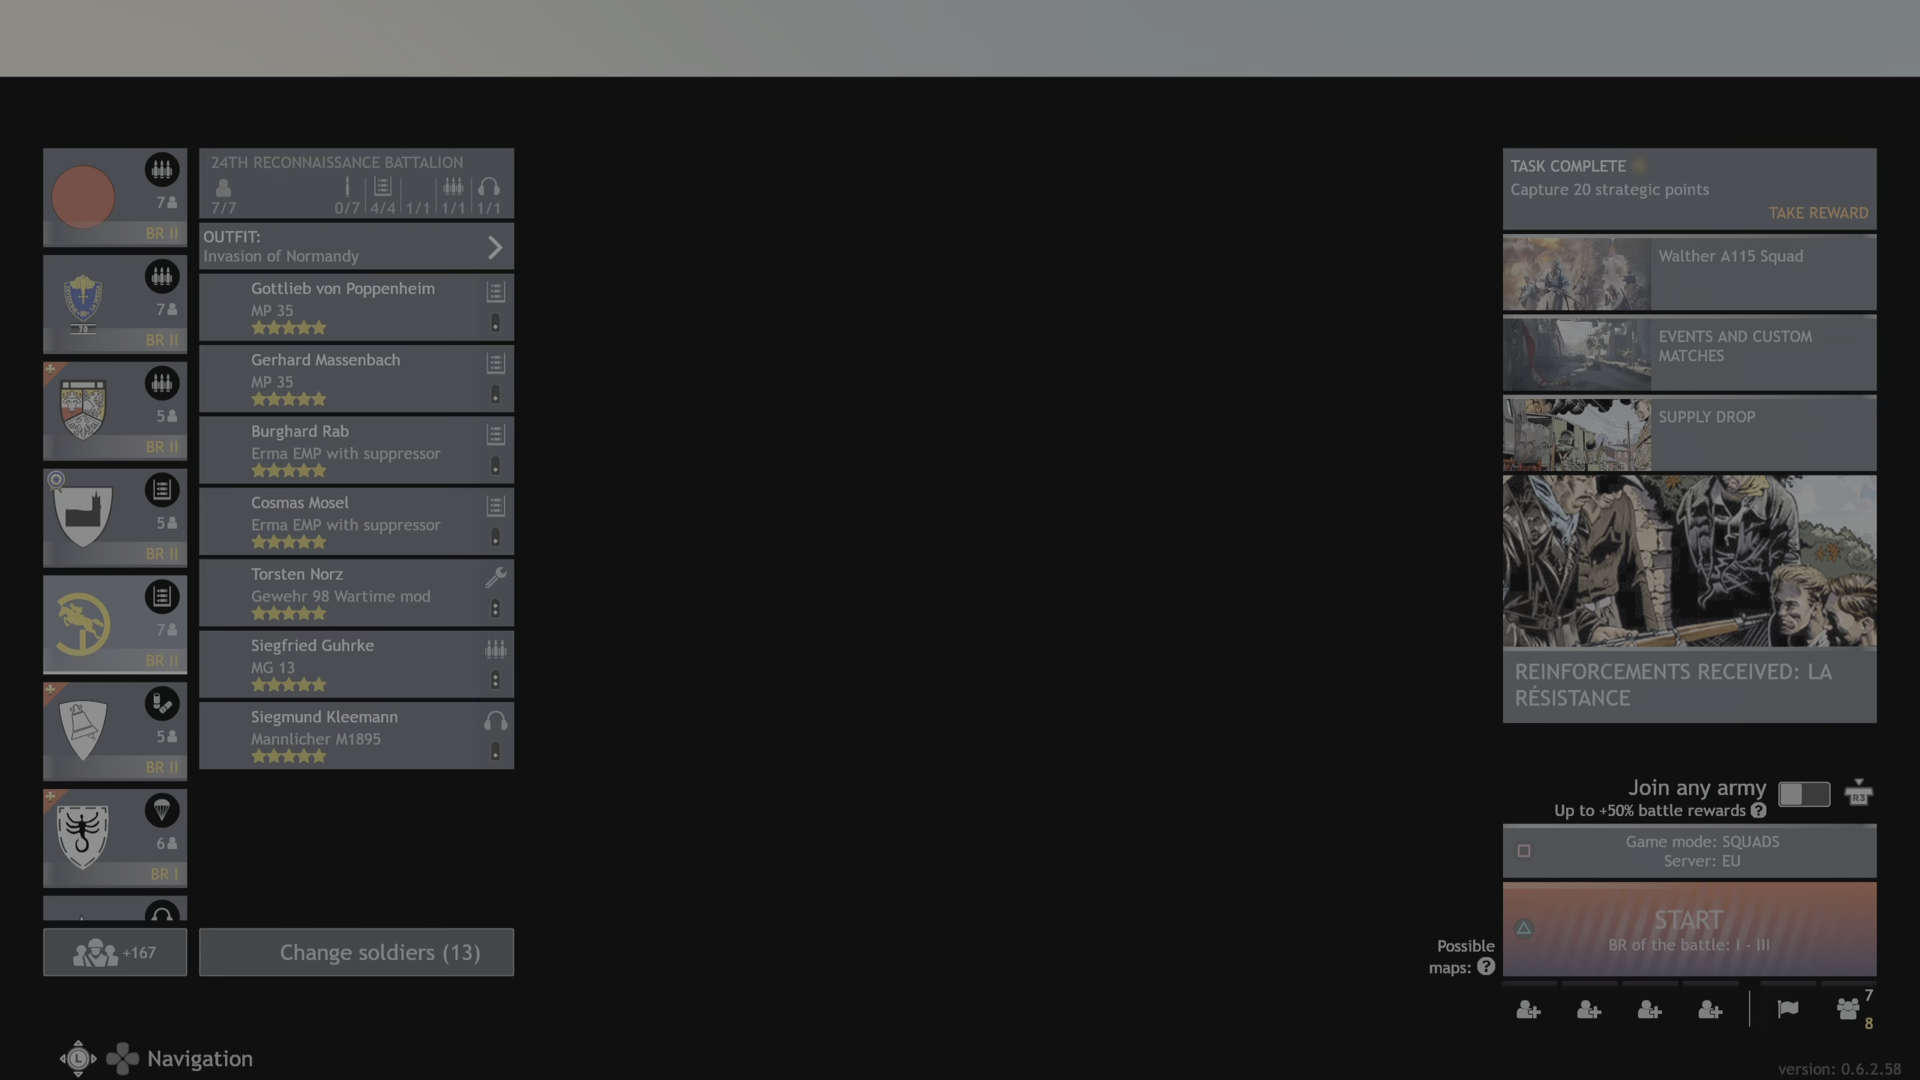 7
BR II
7
70
BR II
5
BR II
5
BR II
7
BR II
5
BR II
6
BR I
+167
24TH RECONNAISSANCE BATTALION
7/7 0/7 4/4 1/1 1/1 1/1
OUTFIT:
Invasion of Normandy
Gottlieb von Poppenheim
MP 35
Gerhard Massenbach
MP 35
Burghard Rab
Erma EMP with suppressor
Cosmas Mosel
Erma EMP with suppressor
Torsten Norz
Gewehr 98 Wartime mod
Siegfried Guhrke
MG 13
Siegmund Kleemann
Mannlicher M1895
Change soldiers (13)
L Navigation
TASK COMPLETE
Capture 20 strategic points
TAKE REWARD
Walther A115 Squad
EVENTS AND CUSTOM
MATCHES
SUPPLY DROP
REINFORCEMENTS RECEIVED: LA
RÉSISTANCE
Join any army
R3
Up to +50% battle rewards ?
Game mode: SQUADS
Server: EU
START
BR of the battle: I - III
Possible
maps: ?
7
8
version: 0.6.2.58